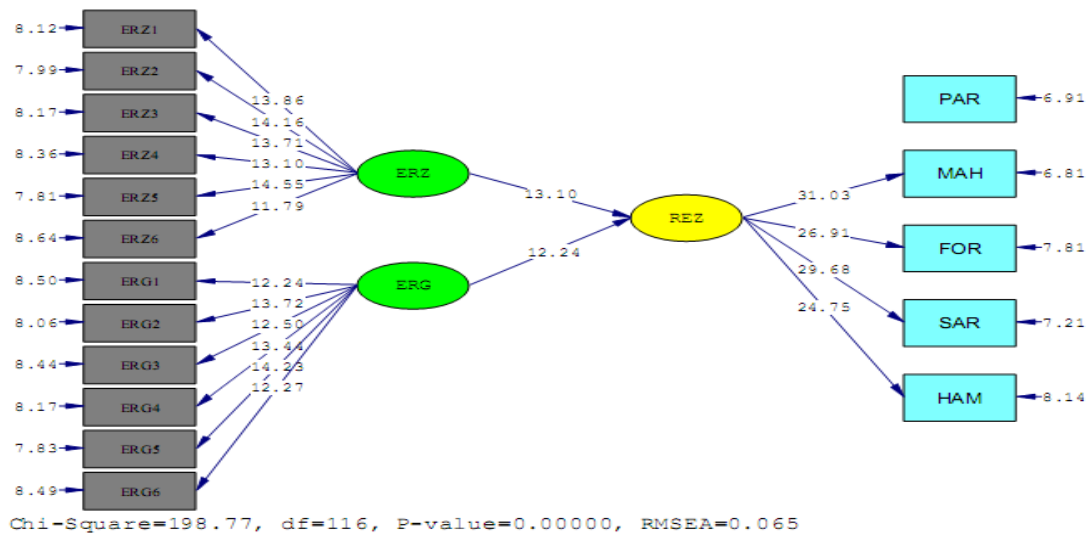 8.12 ERZ1
7.99 ERZ2
8.17 ERZ3
8.36 ERZ4
7.81 ERZ5
8.64 ERZ6
8.50 ERG1
8.06 ERG2
8.44 ERG3
8.17 ERG4
7.83 ERG5
8.49 ERG6
13.86
14.16
13.71
13.10
14.55
11.79
12.24
13.72
12.50
13.44
14.23
12.27
ERZ
ERG
13.10
12.24
REZ
31.03
26.91
29.68
24.75
PAR 6.91
MAH 6.81
FOR 7.81
SAR 7.21
HAM 8.14
Chi-Square=198.77, df=116, P-value=0.00000, RMSEA=0.065